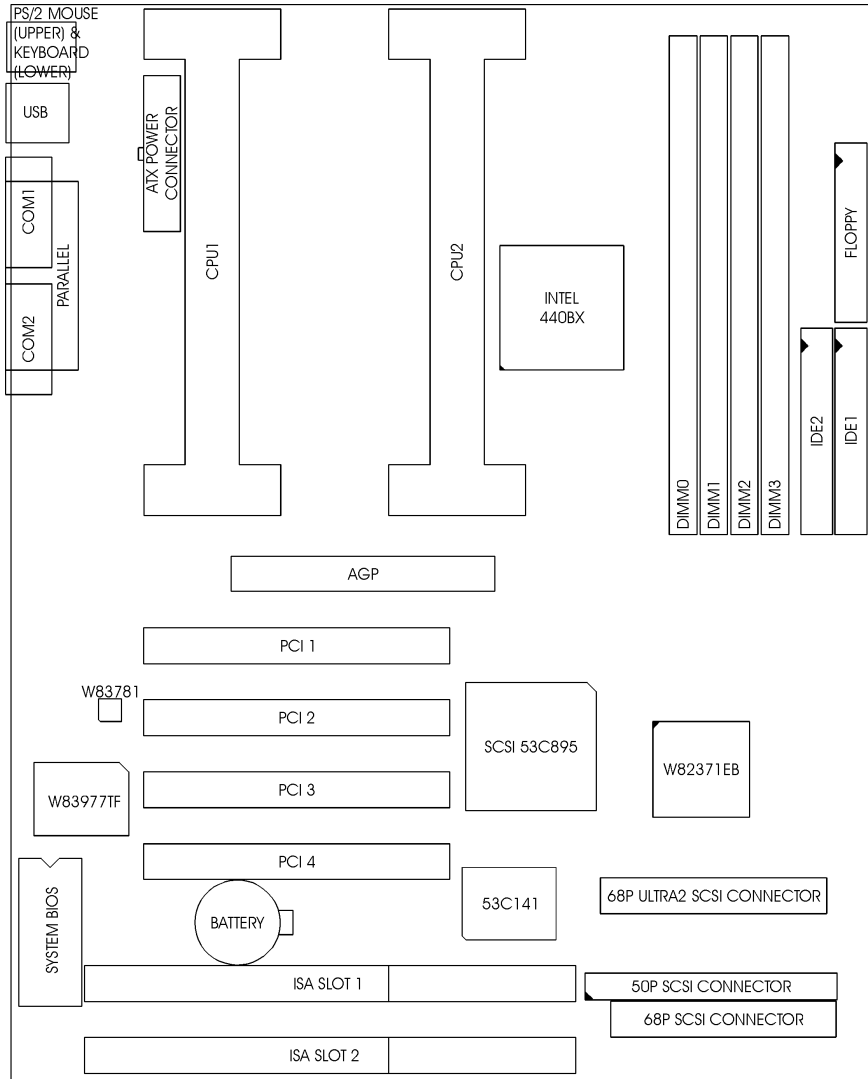 PS/2 MOUSE
(UPPER) &
KEYBOARD
(LOWER)
USB
COM1
PARALLEL
COM2
ATX POWER
CONNECTOR
CPU1
CPU2
INTEL
440BX
DIMM0
DIMM1
DIMM2
DIMM3
FLOPPY
IDE2
IDE1
AGP
PCI 1
W83781
PCI 2
SCSI 53C895
W82371EB
W83977TF
PCI 3
PCI 4
SYSTEM BIOS
BATTERY
53C141
68P ULTRA2 SCSI CONNECTOR
ISA SLOT 1
50P SCSI CONNECTOR
68P SCSI CONNECTOR
ISA SLOT 2